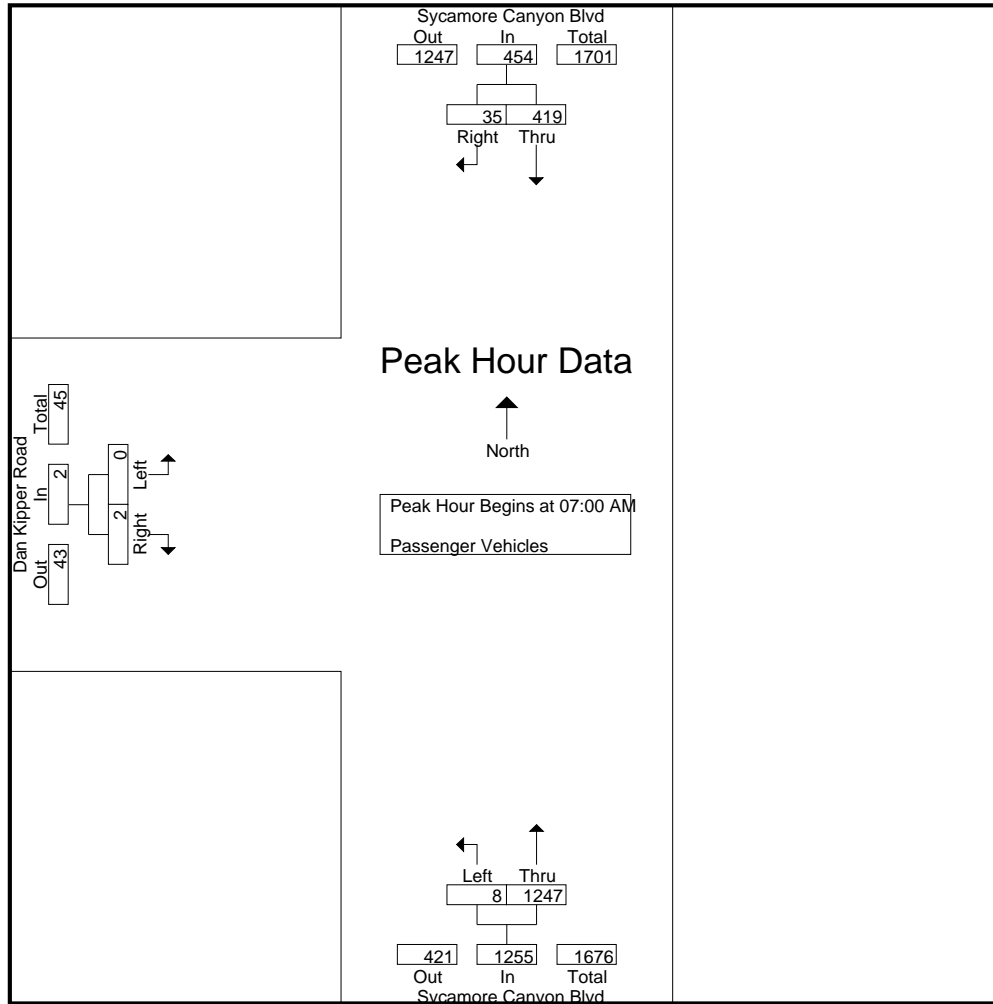 Sycamore Canyon Blvd
Out In Total
1247 454 1701
35 419
Right Thru
Peak Hour Data
North
Peak Hour Begins at 07:00 AM
Passenger Vehicles
Dan Kipper Road
Out In Total
43 2 45
2 0
Right Left
Left Thru
8 1247
421 1255 1676
Out In Total
Sycamore Canyon Blvd